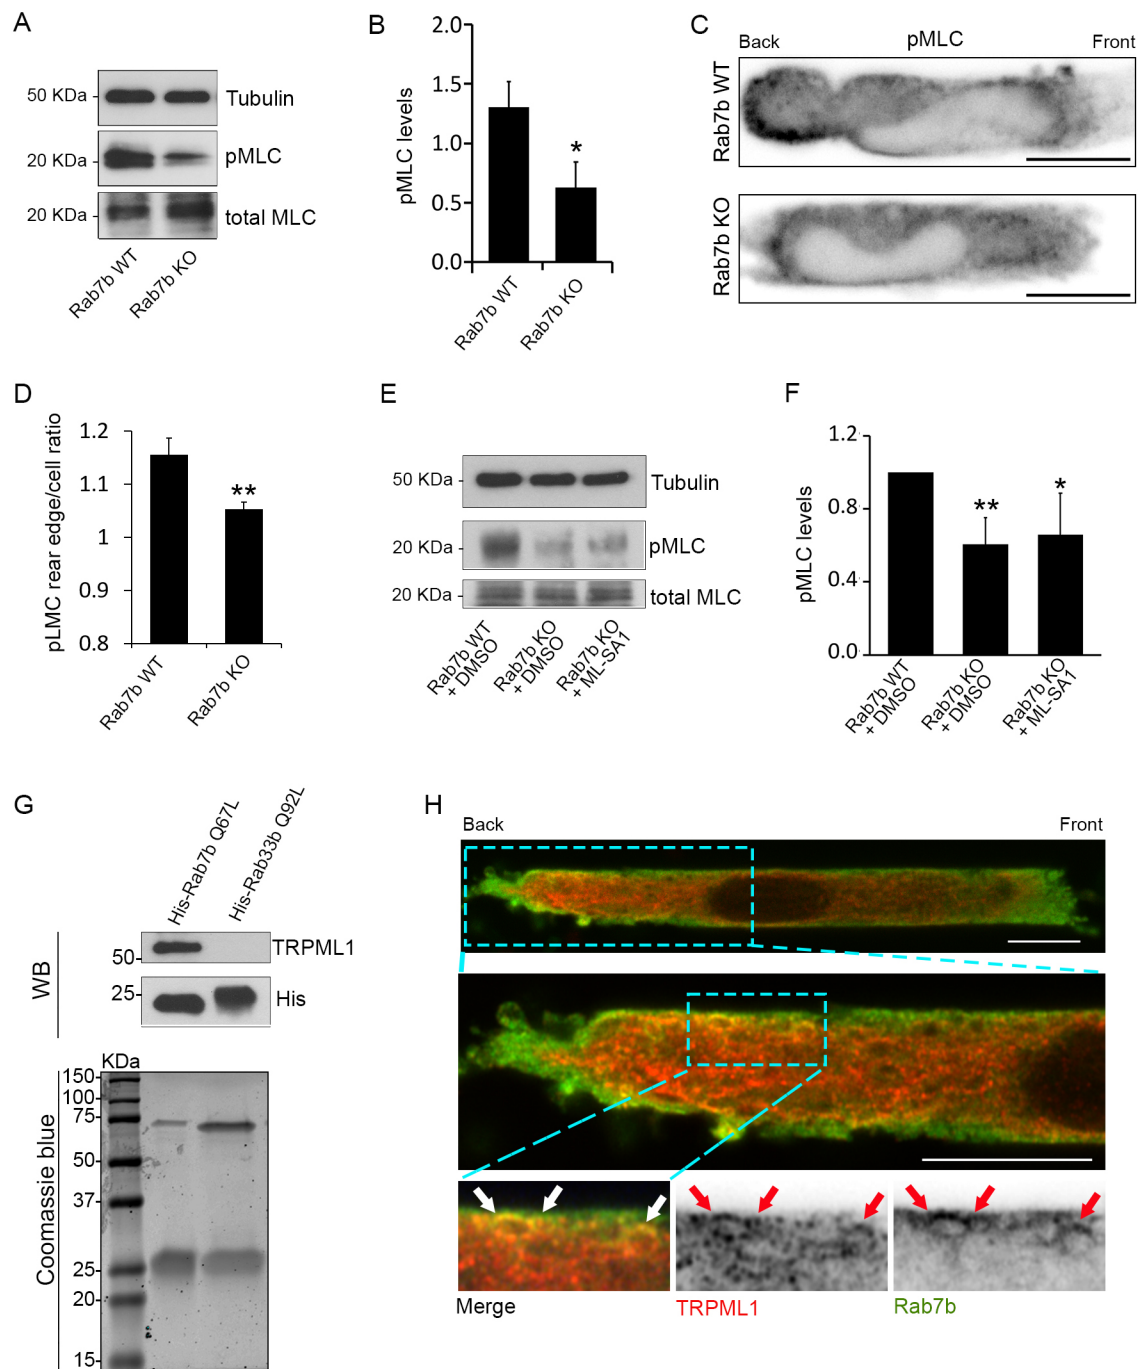 A
50 KDa
Tubulin
20 KDa
pMLC
20 KDa
total MLC
Rab7b WT
Rab7b KO
B
pMLC levels
2.0
1.5
1.0
0.5
0.0
*
Rab7b WT
Rab7b KO
C
Back
pMLC
Front
Rab7b WT
Rab7b KO
D
pLMC rear edge/cell ratio
1.2
1.1
1
0.9
0.8
**
Rab7b WT
Rab7b KO
E
50 KDa
Tubulin
20 KDa
pMLC
20 KDa
total MLC
Rab7b WT
+ DMSO
Rab7b KO
+ DMSO
Rab7b KO
+ ML-SA1
F
pMLC levels
1.2
0.8
0.4
0.0
**
*
Rab7b WT
+ DMSO
Rab7b KO
+ DMSO
Rab7b KO
+ ML-SA1
G
His-Rab7b Q67L
His-Rab33b Q92L
WB
50
TRPML1
25
His
Coomassie blue
KDa
150
100
75
50
37
25
20
15
H
Back
Front
Merge
TRPML1
Rab7b